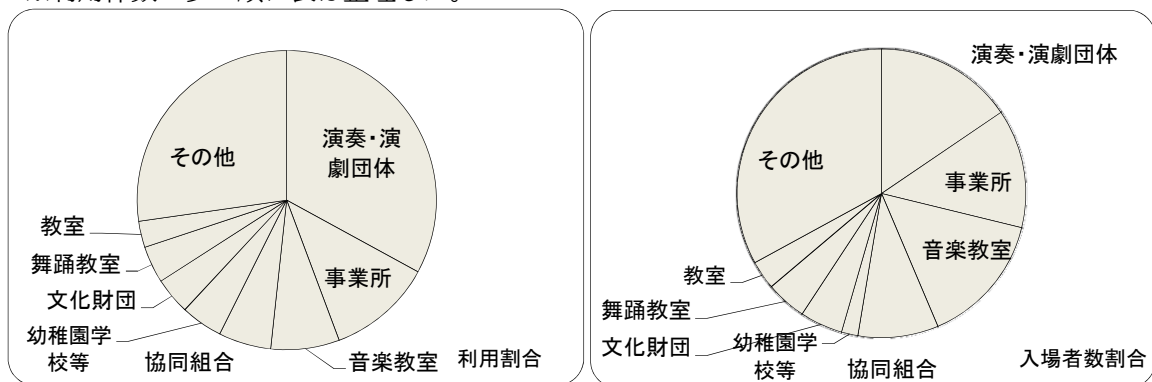 演奏・演
劇団体
その他
教室
舞踊教室
文化財団
幼稚園学
校等
協同組合
音楽教室
事業所
利用割合
演奏・演劇団体
その他
事業所
音楽教室
教室
舞踊教室
文化財団
幼稚園学
校等
協同組合
入場者数割合